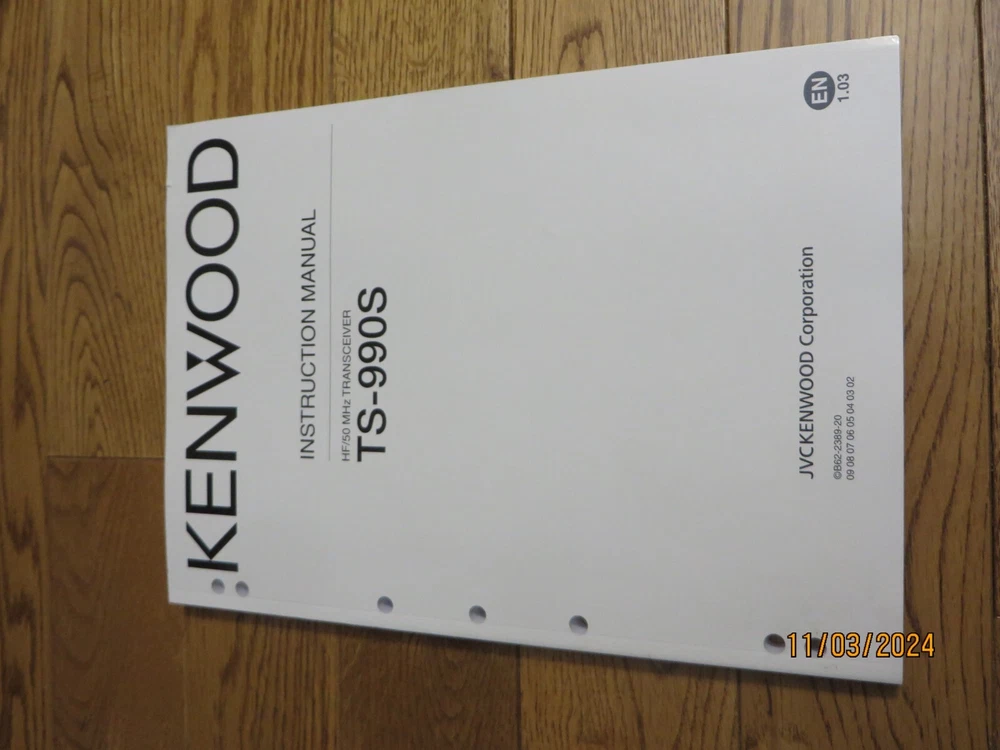 KENWOOD
INSTRUCTION MANUAL
HF/50 MHz TRANSCEIVER
TS-990S
JVCKENWOOD Corporation
©B62-2389-20
09 08 07 06 05 04 03 02
EN
1.03
11/03/2024